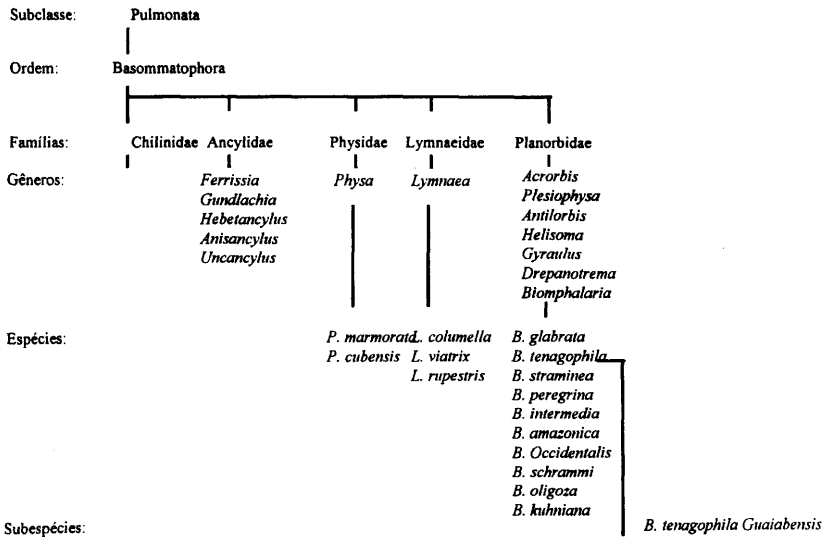 Subclasse: Pulmonata
Ordem: Basommatophora
Famílias: Chilinidae Ancylidae Physidae Lymnaeidae Planorbidae
Gêneros: Ferrissia Physa Lymnaea Acrorbis
Gundlachia Plesiophysa
Hebetancylus Antilorbis
Anisancylus Helisoma
Uncancylus Gyraulus
Drepanotrema
Biomphalaria
Espécies: P. marmorata L. columella B. glabrata
P. cubensis L. viatrix B. tenagophila
L. rupestris B. straminea
B. peregrina
B. intermedia
B. amazonica
B. Occidentalis
B. schrammi
B. oligoza
B. kuhniana
Subespécies: B. tenagophila Guaiabensis